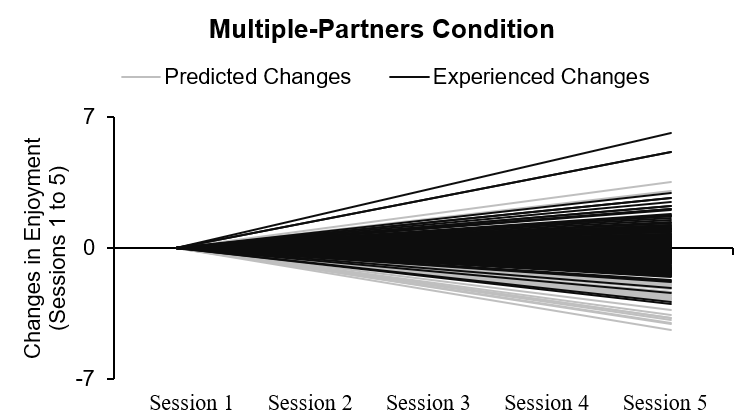 Multiple-Partners Condition
Predicted Changes
Experienced Changes
Changes in Enjoyment
(Sessions 1 to 5)
7
0
-7
Session 1
Session 2
Session 3
Session 4
Session 5